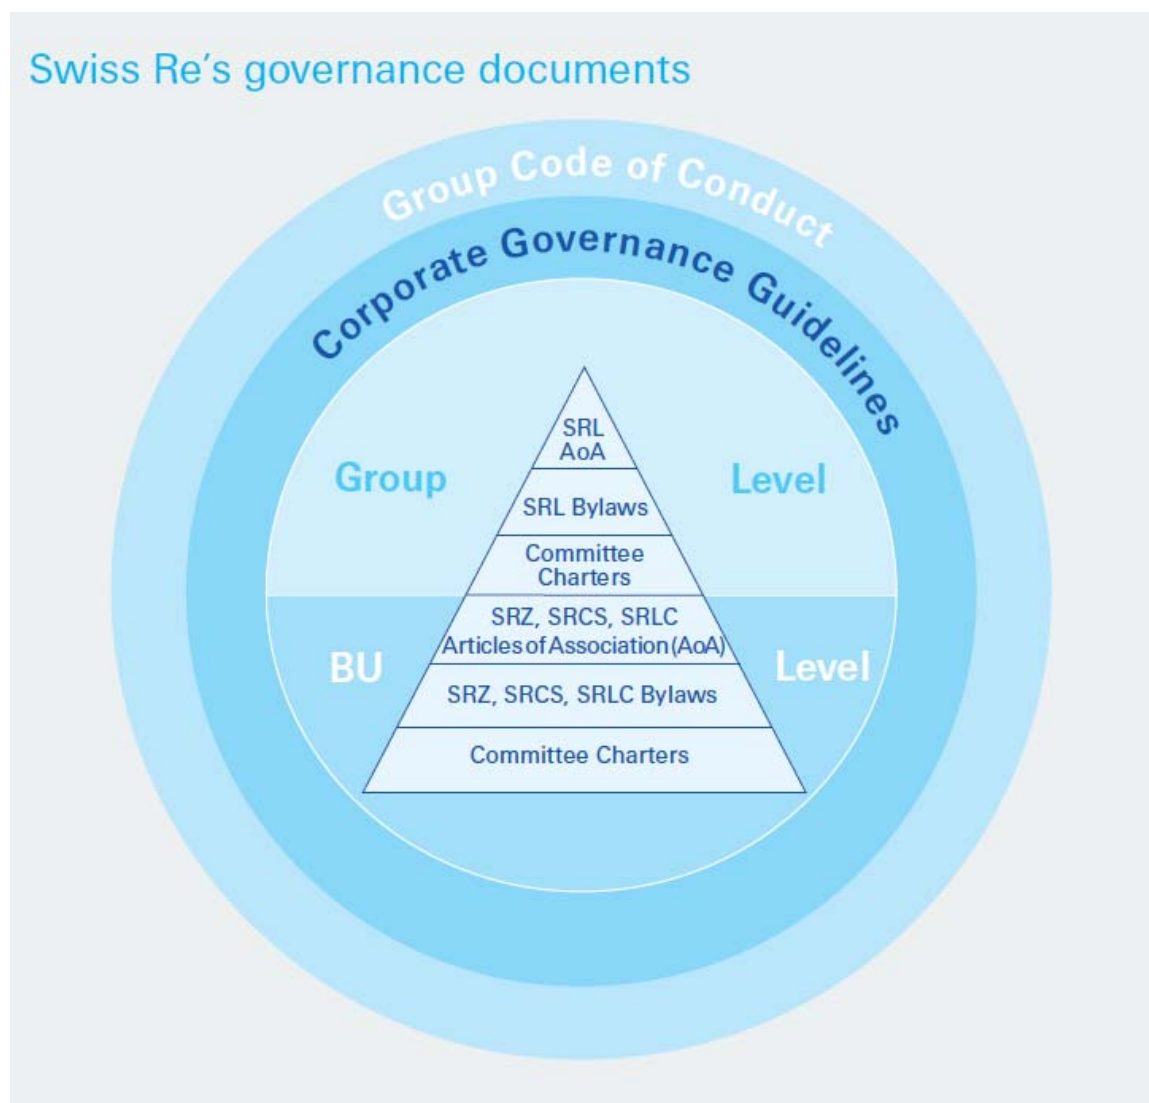 Swiss Re’s governance documents
Group Code of Conduct
Corporate Governance Guidelines
SRL
AoA
Group
Level
SRL Bylaws
Committee
Charters
SRZ, SRCS, SRLC
Articles of Association (AoA)
BU
Level
SRZ, SRCS, SRLC Bylaws
Committee Charters